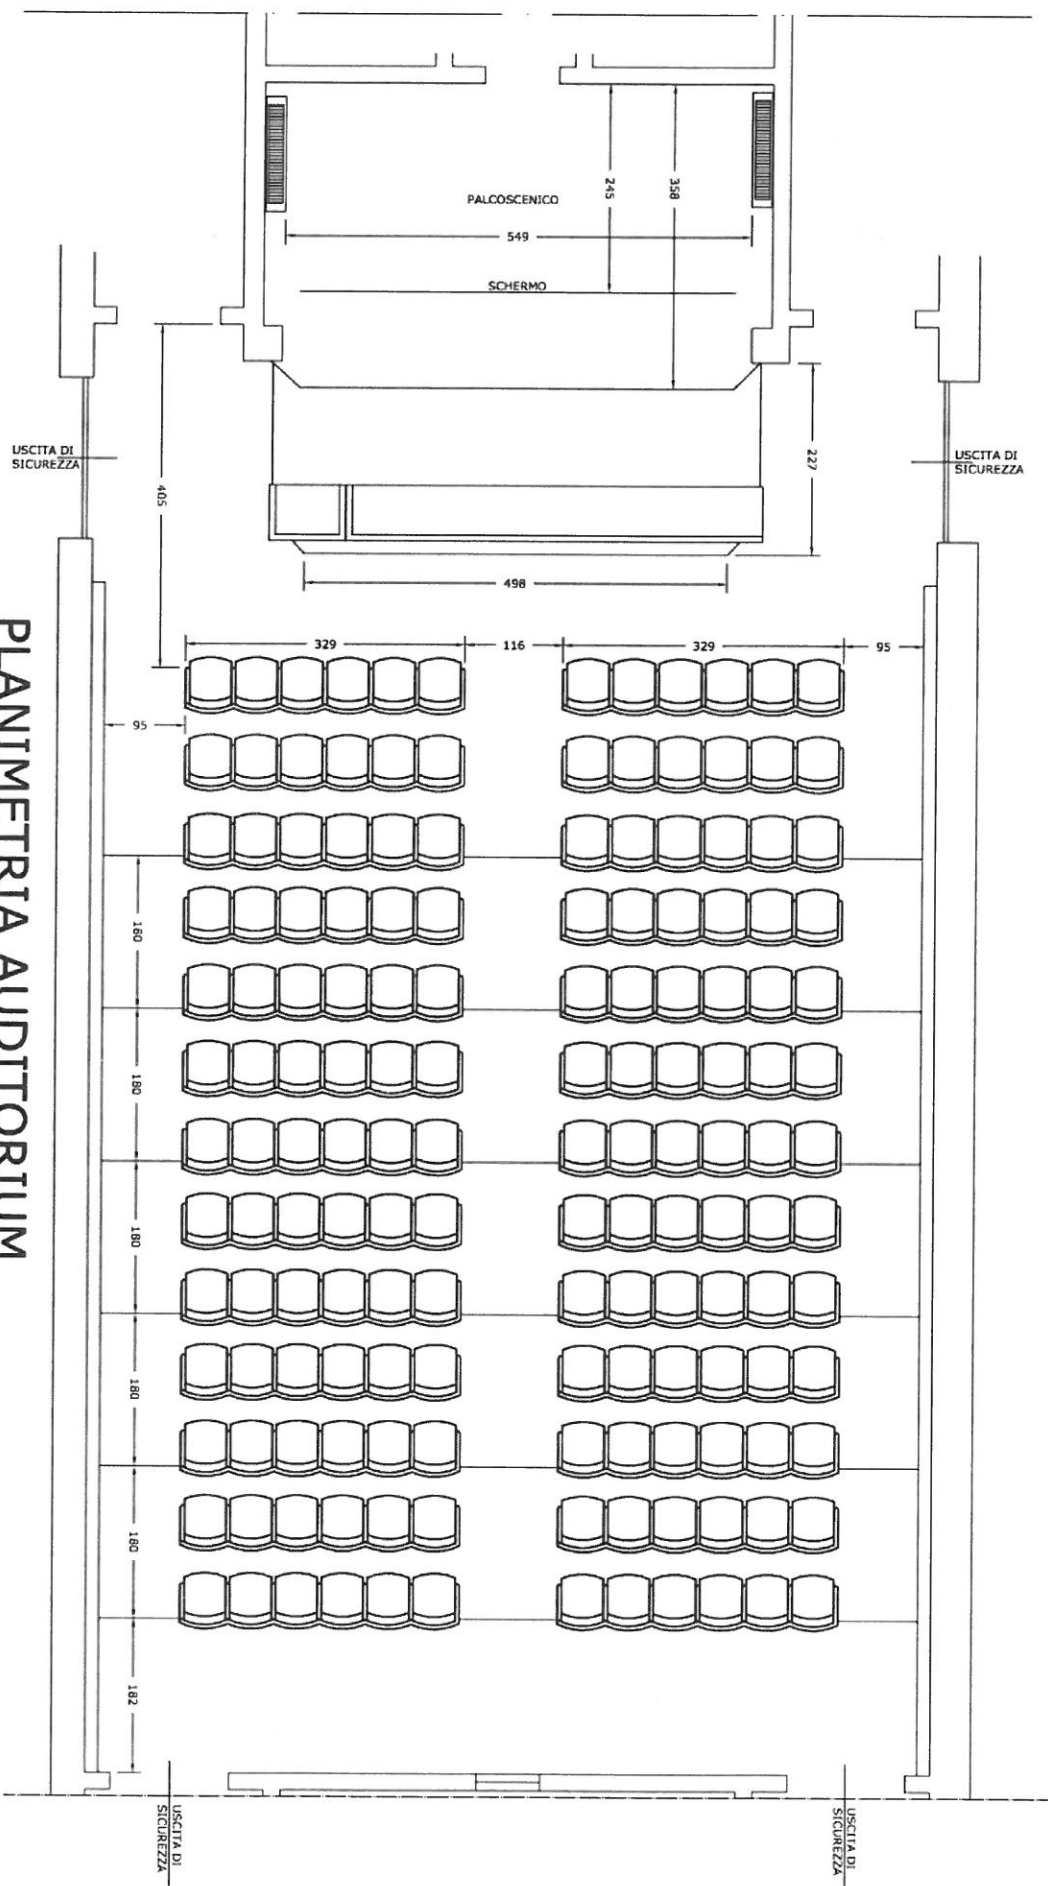 PALCOSCENICO
245
358
549
SCHERMO
USCITA DI
SICUREZZA
USCITA DI
SICUREZZA
227
405
498
329
116
329
95
95
180
180
180
180
180
182
USCITA DI
SICUREZZA
USCITA DI
SICUREZZA
PLANIMETRIA AUDITORIUM